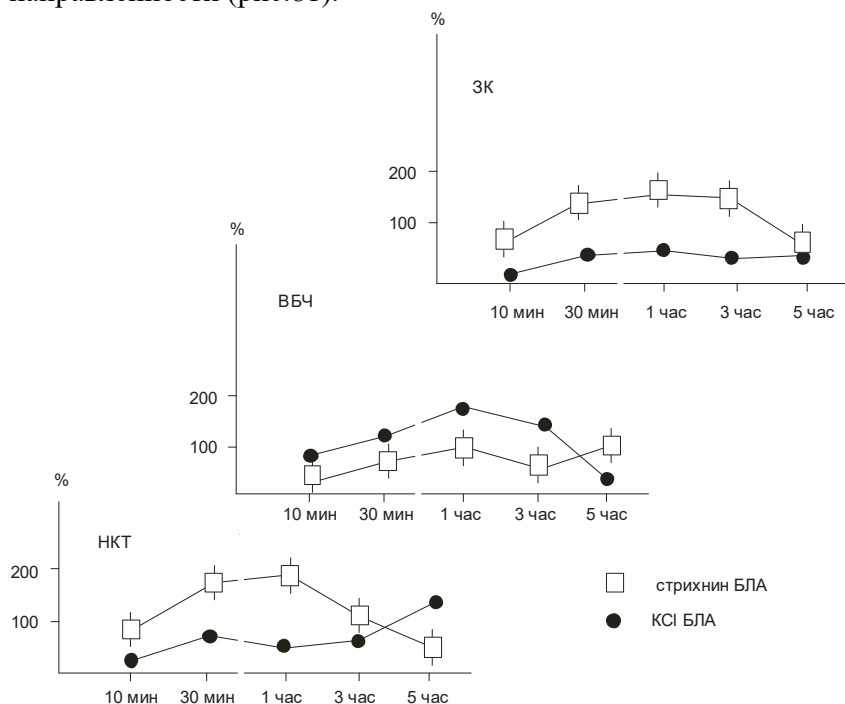 направленности (рис.81).
%
ЗК
200
100
10 мин 30 мин 1 час 3 час 5 час
%
ВБЧ
200
100
10 мин 30 мин 1 час 3 час 5 час
%
НКТ
200
100
10 мин 30 мин 1 час 3 час 5 час
стрихнин БЛА
KCl БЛА